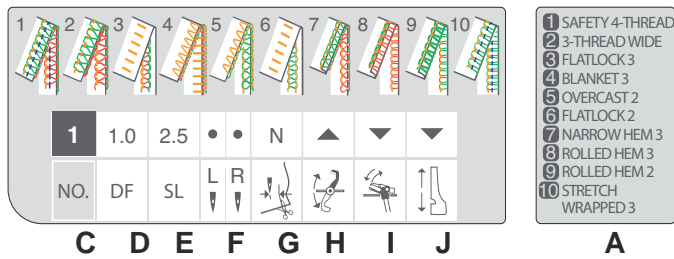 1 2 3 4 5 6 7 8 9 10
1 1.0 2.5 N
NO. DF SL L R
C D E F G H I J
1 SAFETY 4-THREAD
2 3-THREAD WIDE
3 FLATLOCK 3
4 BLANKET 3
5 OVERCAST 2
6 FLATLOCK 2
7 NARROW HEM 3
8 ROLLED HEM 3
9 ROLLED HEM 2
10 STRETCH
WRAPPED 3
A